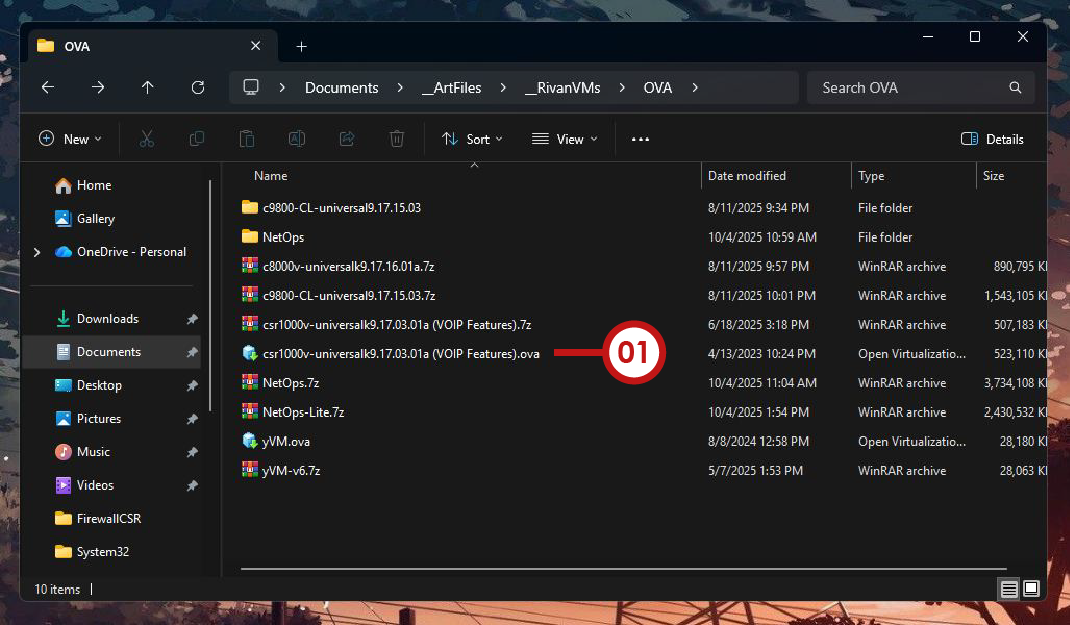 OVA
Documents
__ArtFiles
__RivanVMs
OVA
Search OVA
New
Sort
View
Details
Home
Gallery
OneDrive - Personal
Downloads
Documents
Desktop
Pictures
Music
Videos
FirewallCSR
System32
Name Date modified Type Size
c9800-CL-universal9.17.15.03 8/11/2025 9:34 PM File folder
NetOps 10/4/2025 10:59 AM File folder
c8000v-universalk9.17.16.01a.7z 8/11/2025 9:57 PM WinRAR archive 890,795 K
c9800-CL-universal9.17.15.03.7z 8/11/2025 10:01 PM WinRAR archive 1,543,105 K
csr1000v-universalk9.17.03.01a (VOIP Features).7z 6/18/2025 3:18 PM WinRAR archive 507,183 K
csr1000v-universalk9.17.03.01a (VOIP Features).ova 01 4/13/2023 10:24 PM Open Virtualizatio... 523,110 K
NetOps.7z 10/4/2025 11:04 AM WinRAR archive 3,734,108 K
NetOps-Lite.7z 10/4/2025 1:54 PM WinRAR archive 2,430,532 K
yVM.ova 8/8/2024 12:58 PM Open Virtualizatio... 28,180 K
yVM-v6.7z 5/7/2025 1:53 PM WinRAR archive 28,063 K
10 items